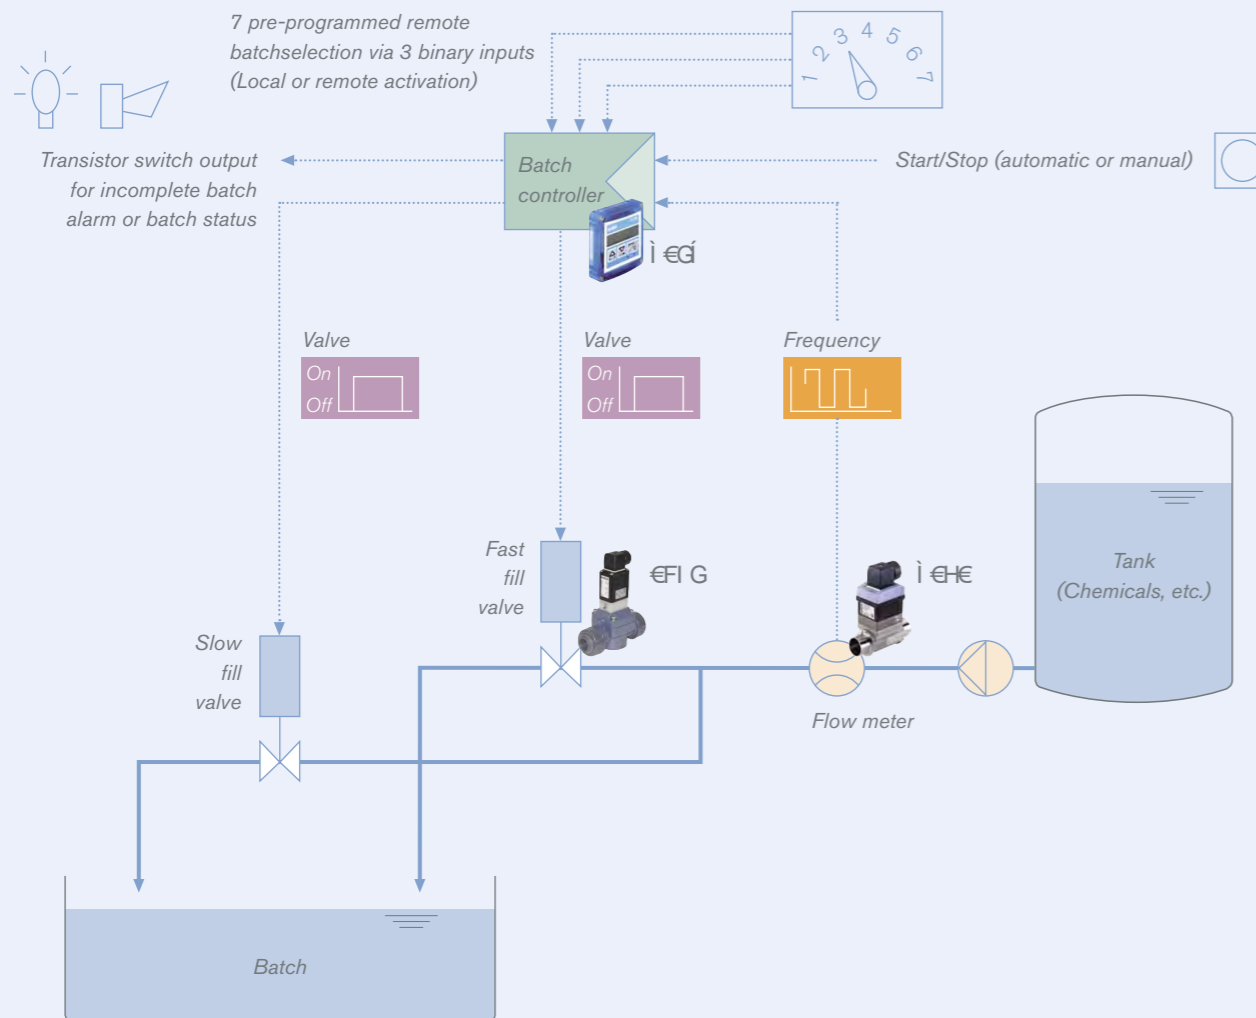 7 pre-programmed remote
batchselection via 3 binary inputs
(Local or remote activation)
1
2
3
4
5
6
7
Transistor switch output
for incomplete batch
alarm or batch status
Batch
controller
Start/Stop (automatic or manual)
Valve
On
Off
Valve
On
Off
Frequency
Fast
fill
valve
€FI G
Tank
(Chemicals, etc.)
Slow
fill
valve
Flow meter
Batch